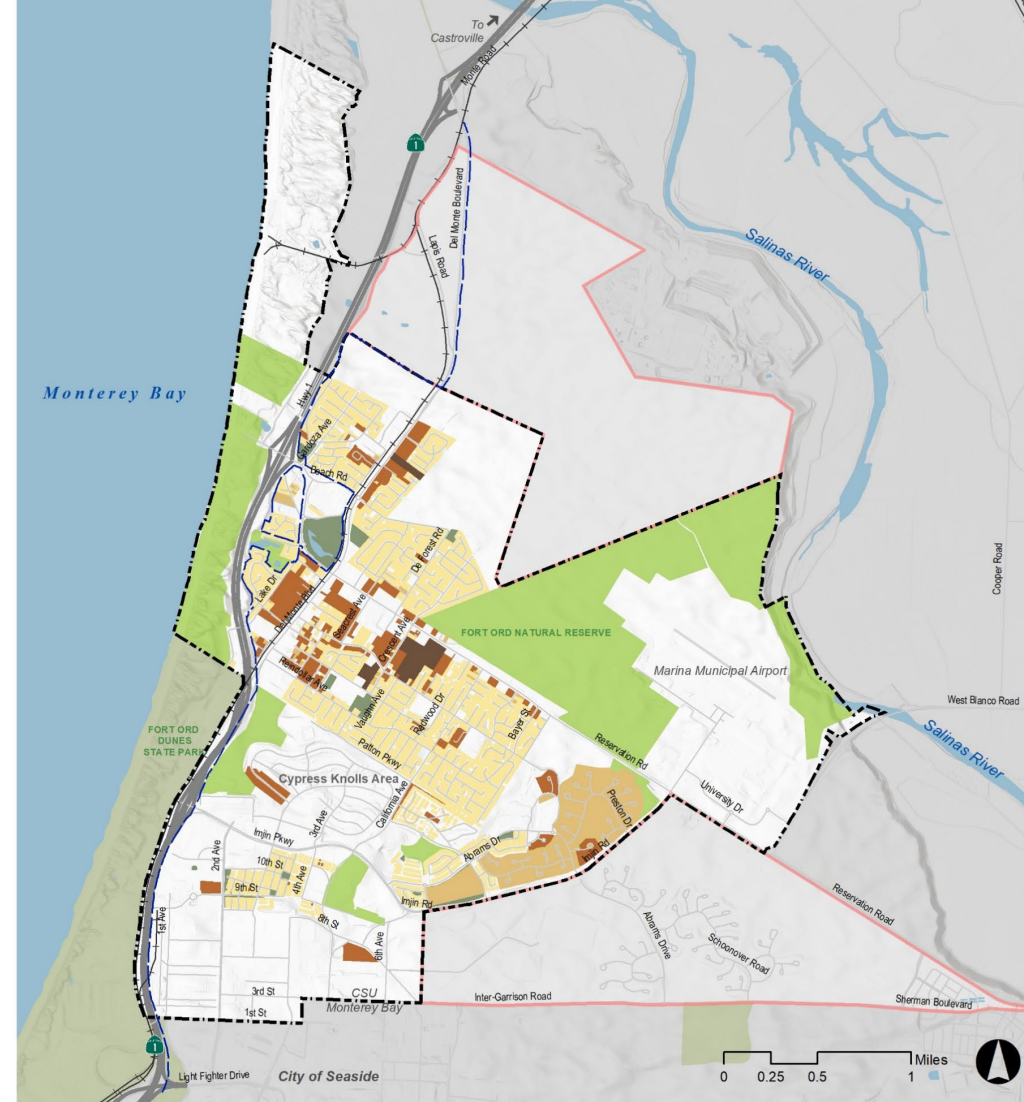 To
Castroville
Monte Road
1
Del Monte Boulevard
Lapis Road
Salinas River
Monterey Bay
Hwy 1
Cardoza Ave
Beach Rd
De Forest Rd
Cooper Road
Lake Dr
Del Monte Blvd
Seacrest Ave
Crescent Ave
FORT ORD NATURAL RESERVE
Marina Municipal Airport
Reindollar Ave
Vaughn Ave
Redwood Dr
Bayer St
West Blanco Road
Salinas River
FORT ORD
DUNES
STATE PARK
Patton Pkwy
Reservation Rd
Cypress Knolls Area
California Ave
University Dr
Preston Dr
3rd Ave
Imjin Pkwy
Abrams Dr
Imjin Rd
2nd Ave
10th St
4th Ave
9th St
Imjin Rd
8th St
1st Ave
6th Ave
Reservation Road
Abrams Drive
Schoonover Road
3rd St
CSU
Monterey Bay
Inter-Garrison Road
Sherman Boulevard
1st St
1
Light Fighter Drive
City of Seaside
Miles
0 0.25 0.5 1